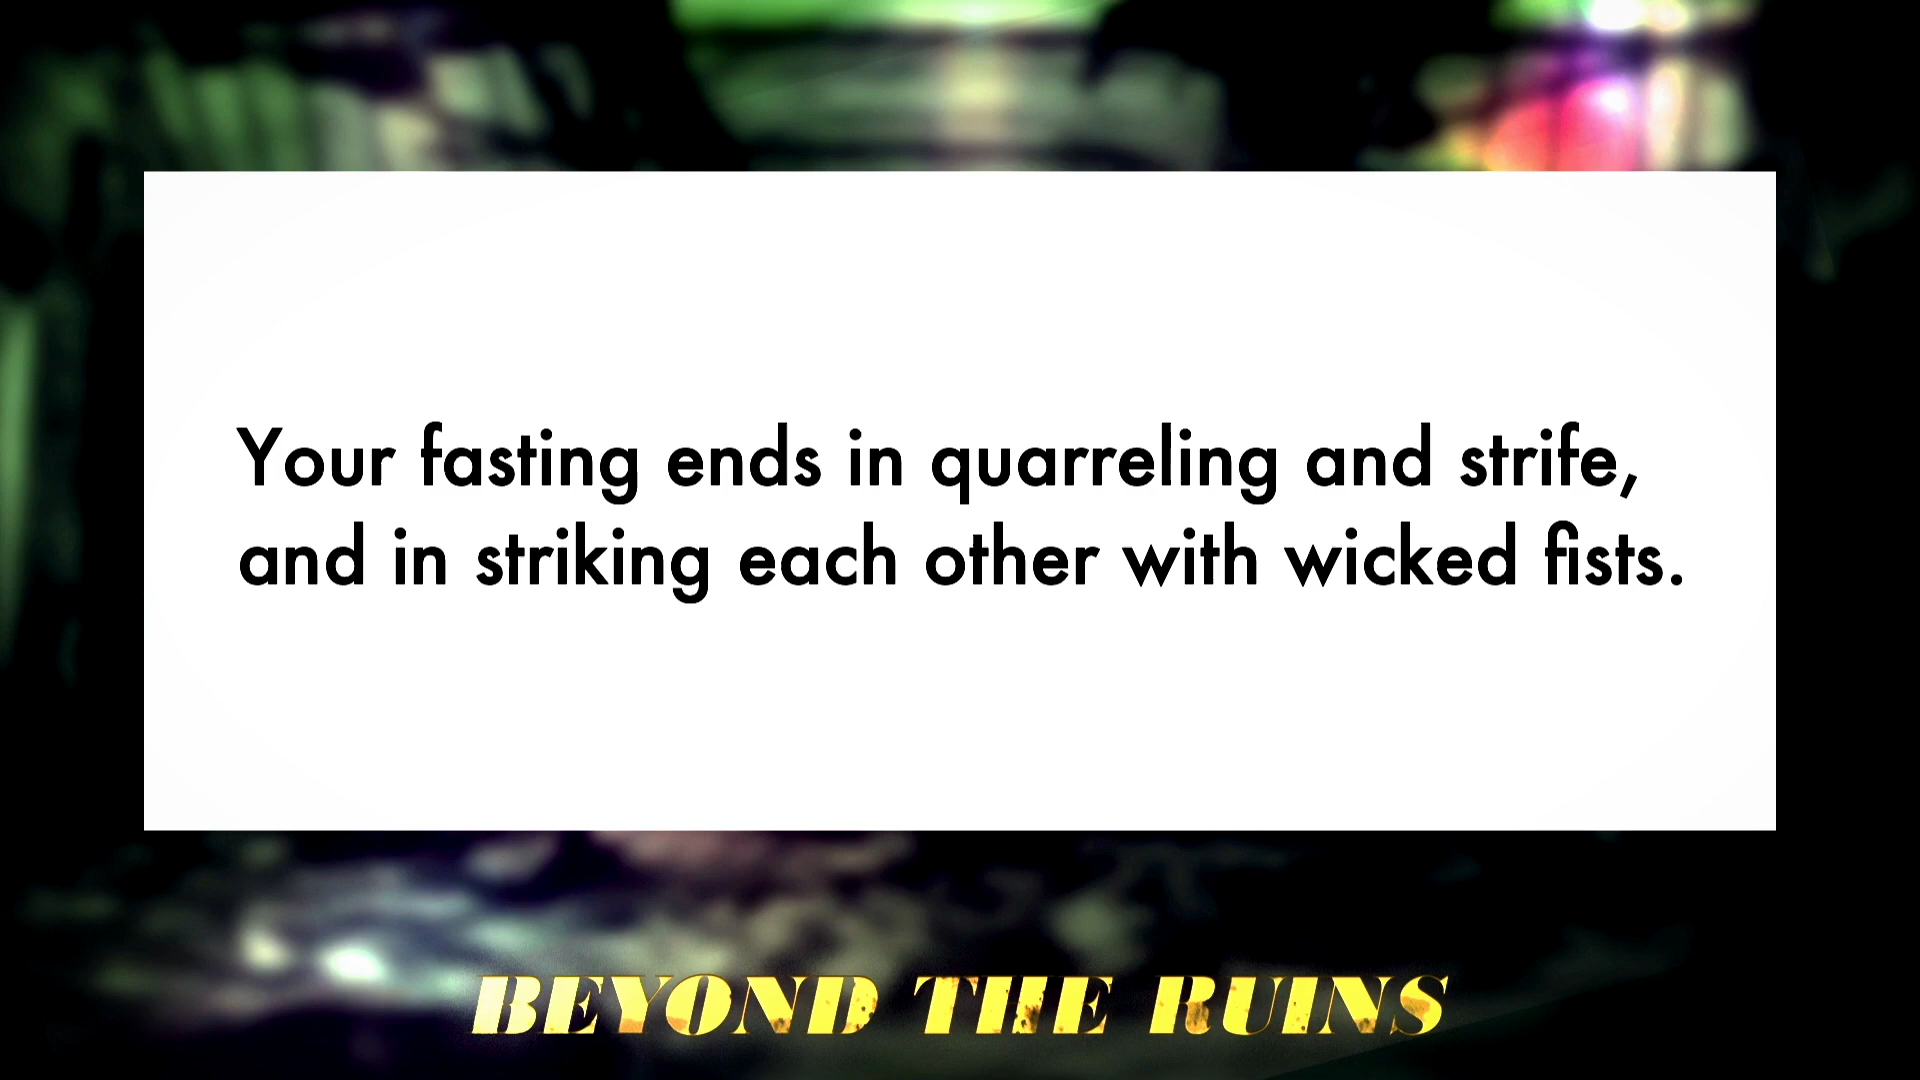 Your fasting ends in quarreling and strife,
and in striking each other with wicked fists.
BEYOND THE RUINS